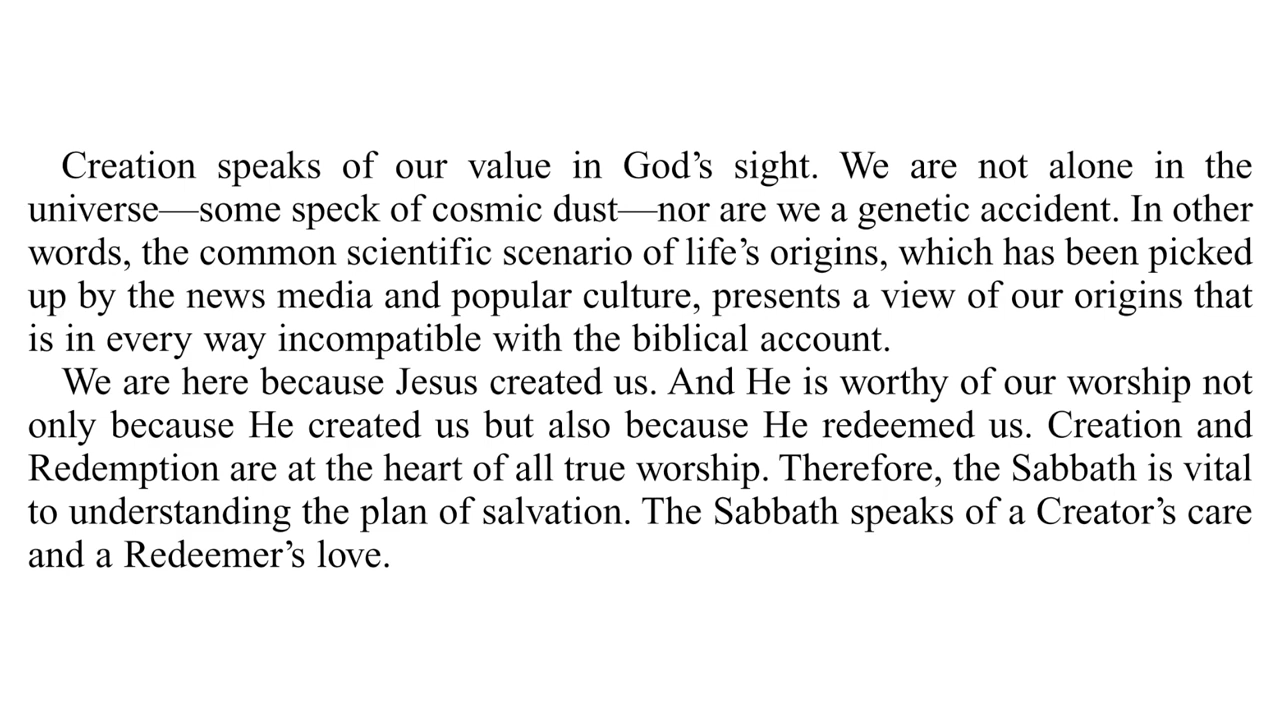 Creation speaks of our value in God’s sight. We are not alone in the
universe—some speck of cosmic dust—nor are we a genetic accident. In other
words, the common scientific scenario of life’s origins, which has been picked
up by the news media and popular culture, presents a view of our origins that
is in every way incompatible with the biblical account.
We are here because Jesus created us. And He is worthy of our worship not
only because He created us but also because He redeemed us. Creation and
Redemption are at the heart of all true worship. Therefore, the Sabbath is vital
to understanding the plan of salvation. The Sabbath speaks of a Creator’s care
and a Redeemer’s love.